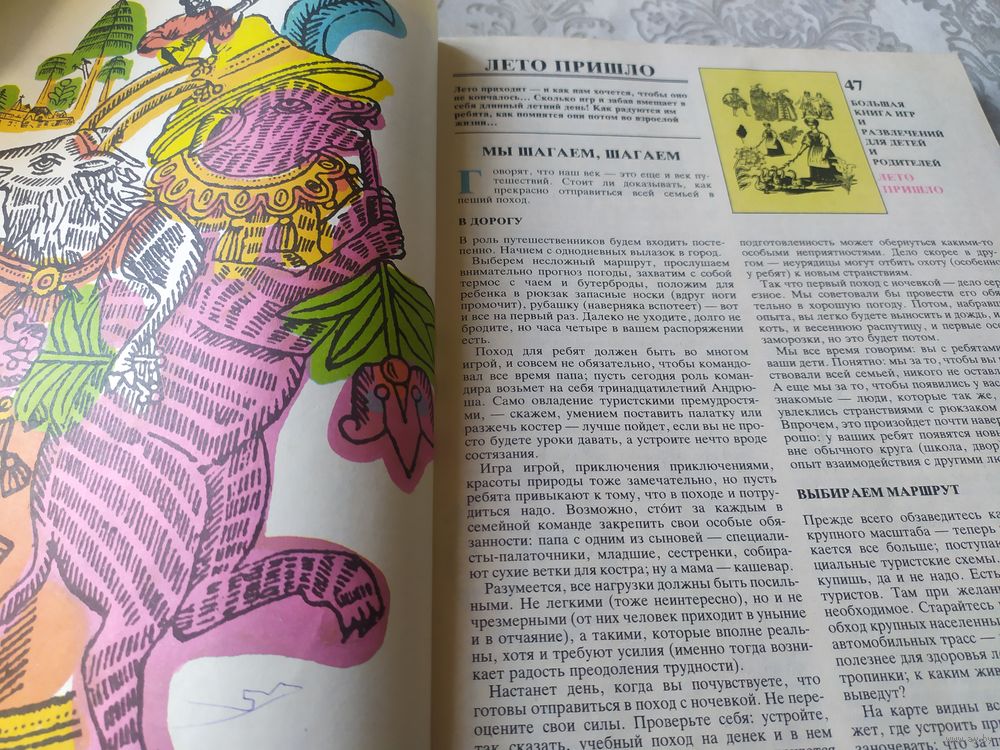 ЛЕТО ПРИШЛО
Лето приходит — и как нам хочется, чтобы оно
не кончалось... Сколько игр и забав вмещает в
себя длинный летний день! Как радуются им
ребята, как помнятся они потом во взрослой
жизни...
МЫ ШАГАЕМ, ШАГАЕМ
Говорят, что наш век — это еще и век пу-
тешествий. Стоит ли доказывать, как
прекрасно отправиться всей семьей в
пеший поход.
В ДОРОГУ
В роль путешественников будем входить посте-
пенно. Начнем с однодневных вылазок в город.
Выберем несложный маршрут, прослушаем
внимательно прогноз погоды, захватим с собой
термос с чаем и бутерброды, положим для
ребенка в рюкзак запасные носки (вдруг ноги
промочит), рубашку (наверняка вспотеет) — вот
и все на первый раз. Далеко не уходите, долго не
бродите, но часа четыре в вашем распоряжении
есть.
Поход для ребят должен быть во многом
игрой, и совсем не обязательно, чтобы командо-
вал все время папа; пусть сегодня роль коман-
дира возьмет на себя тринадцатилетний Андрю-
ша. Само овладение туристскими премудростя-
ми, — скажем, умением поставить палатку или
разжечь костер — лучше пойдет, если вы не про-
сто будете уроки давать, а устроите нечто вроде
состязания.
Игра игрой, приключения приключениями,
красоты природы тоже замечательно, но пусть
ребята привыкают к тому, что в походе и потру-
диться надо. Возможно, сто́ит за каждым в
семейной команде закрепить свои особые обя-
занности: папа с одним из сыновей — специали-
сты-палаточники, младшие, сестренки, собира-
ют сухие ветки для костра; ну а мама — кашевар.
Разумеется, все нагрузки должны быть посиль-
ными. Не легкими (тоже неинтересно), но и не
чрезмерными (от них человек приходит в уныние
и в отчаяние), а такими, которые вполне реаль-
ны, хотя и требуют усилия (именно тогда возни-
кает радость преодоления трудности).
Настанет день, когда вы почувствуете, что
готовы отправиться в поход с ночевкой. Не пере-
оцените свои силы. Проверьте себя: устройте,
так сказать, учебный поход на денек и в нем
47
БОЛЬШАЯ
КНИГА ИГР
И
РАЗВЛЕЧЕНИЙ
ДЛЯ ДЕТЕЙ
И
РОДИТЕЛЕЙ
ЛЕТО
ПРИШЛО
подготовленность может обернуться какими-то
особыми неприятностями. Дело скорее в дру-
гом — неурядицы могут отбить охоту (особенно
у ребят) к новым странствиям.
Так что первый поход с ночевкой — дело сер
езное. Мы советовали бы провести его обя
тельно в хорошую погоду. Потом, набрав
опыта, вы легко будете выносить и дождь, и
коть, и весеннюю распутицу, и первые ос
заморозки, но это будет потом.
Мы все время говорим: вы с ребятами
ваши дети. Понятно: мы за то, чтобы вы
ствовали всей семьей, никого не остав
А еще мы за то, чтобы появились у ва
знакомые — люди, которые так же,
увлеклись странствиями с рюкзаком
Впрочем, это произойдет почти навер
рошо: у ваших ребят появятся новы
вне обычного круга (школа, двор
опыт взаимодействия с другими лю
ВЫБИРАЕМ МАРШРУТ
Прежде всего обзаведитесь ка
крупного масштаба — теперь
кается все больше; поступаю
циальные туристские схемы.
купишь, да и не надо. Есть
туристов. Там при желан
необходимое. Старайтесь
обход крупных населенны
автомобильных трасс —
полезнее для здоровья л
тропинки; к каким жив
выведут?
На карте видны вс
жет, где устроить пр
заночевать; что за п